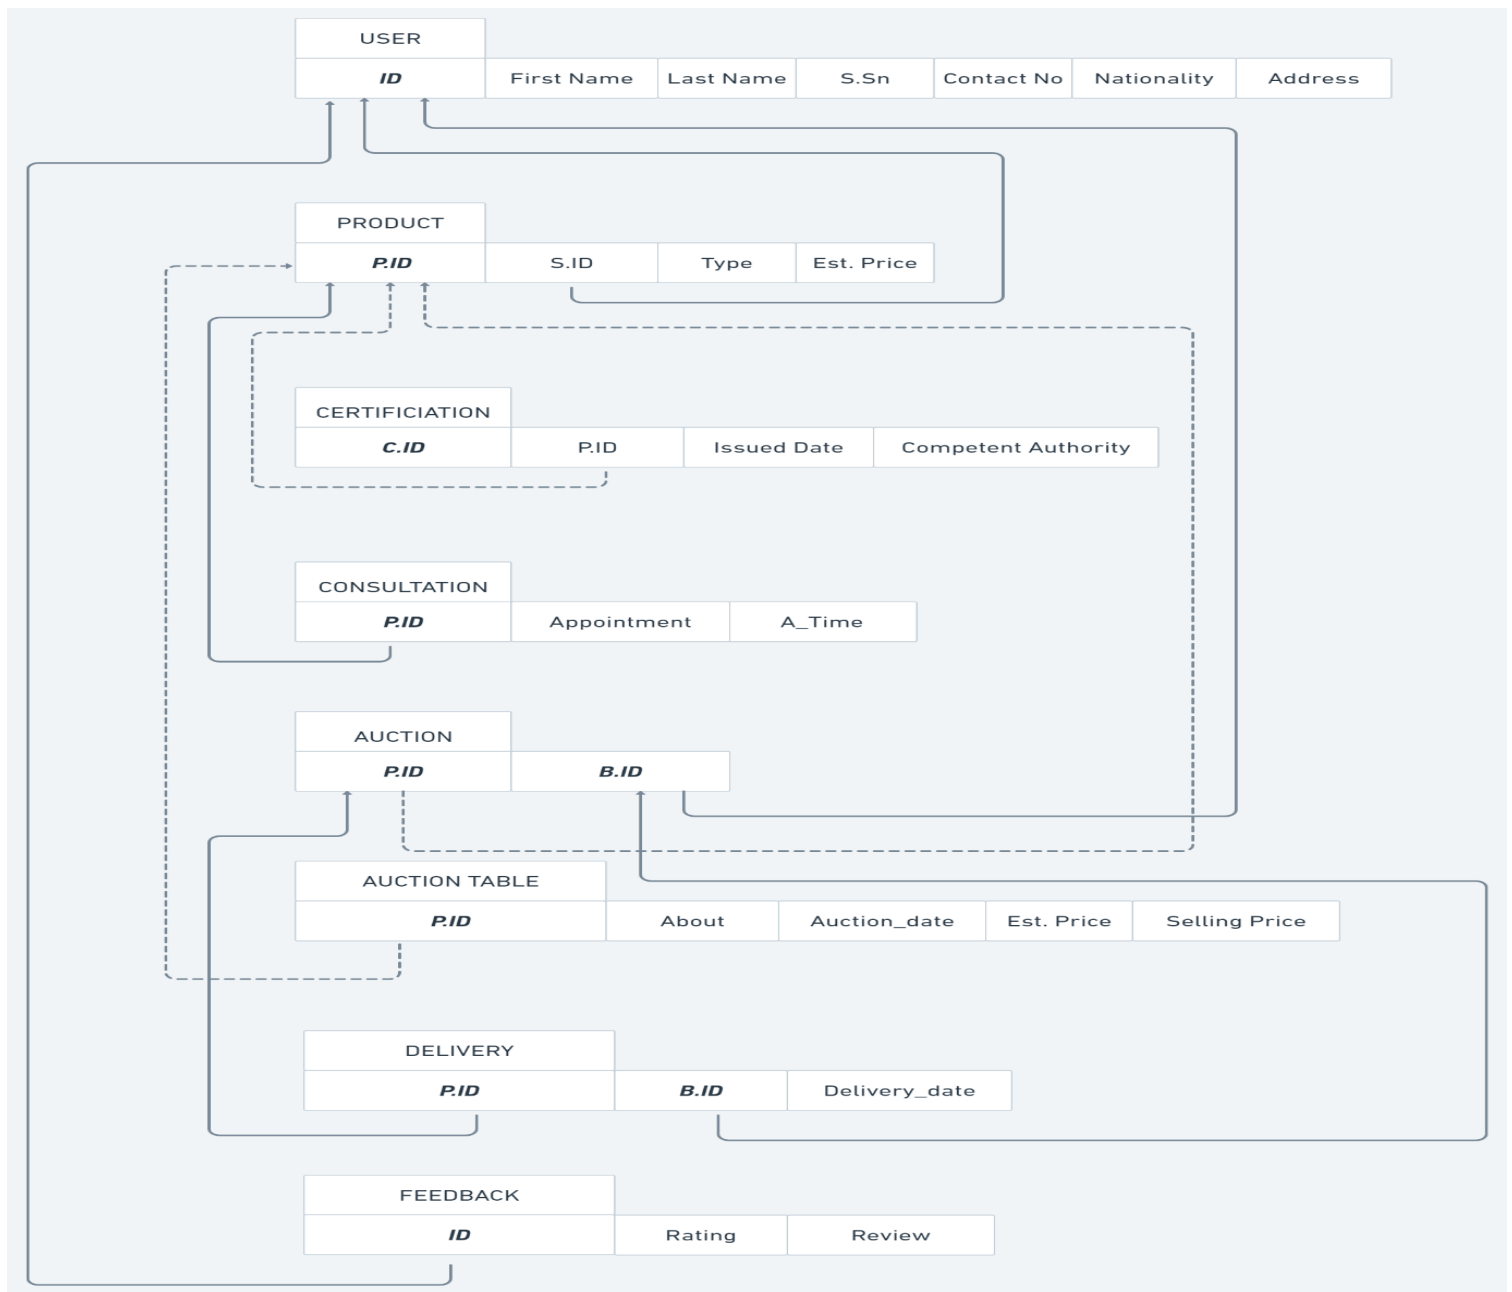 USER
ID First Name Last Name S.Sn Contact No Nationality Address
PRODUCT
P.ID S.ID Type Est. Price
CERTIFICIATION
C.ID P.ID Issued Date Competent Authority
CONSULTATION
P.ID Appointment A_Time
AUCTION
P.ID B.ID
AUCTION TABLE
P.ID About Auction_date Est. Price Selling Price
DELIVERY
P.ID B.ID Delivery_date
FEEDBACK
ID Rating Review